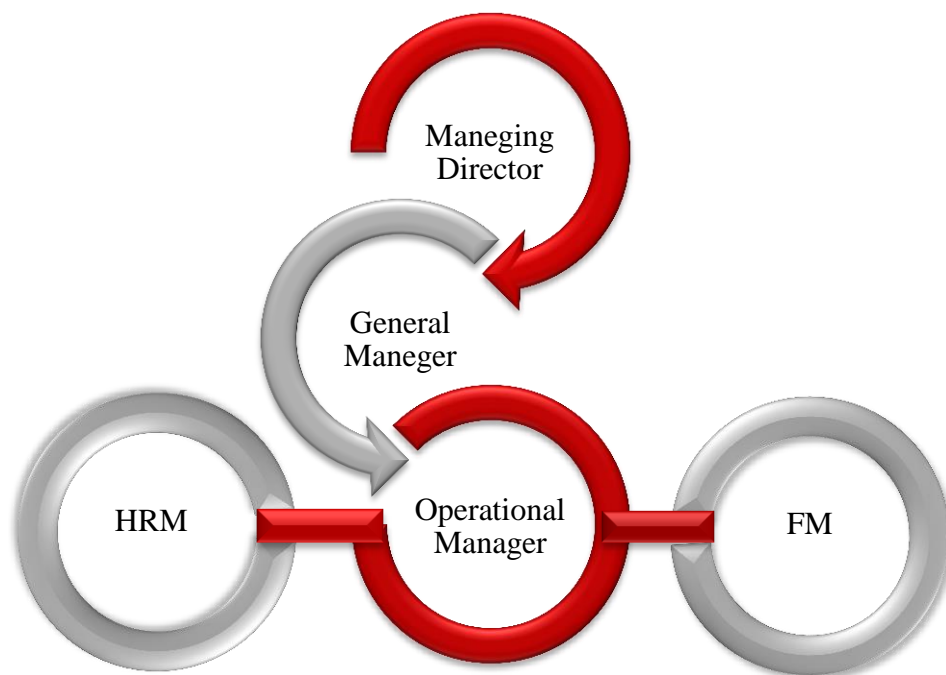 Maneging
Director
General
Maneger
HRM
Operational
Manager
FM